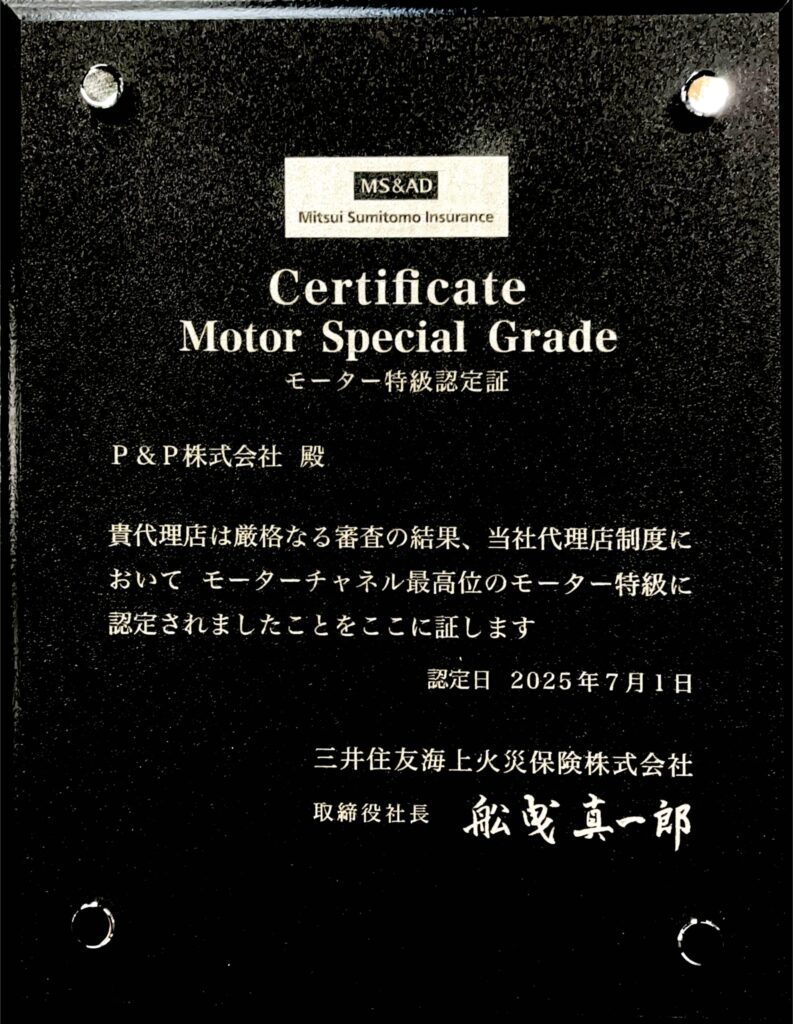 MS&AD
Mitsui Sumitomo Insurance
Certificate
Motor Special Grade
モーター特級認定証
P&P株式会社 殿
貴代理店は厳格なる審査の結果、当社代理店制度に
おいて モーターチャネル最高位のモーター特級に
認定されましたことをここに証します
認定日 2025年7月1日
三井住友海上火災保険株式会社
取締役社長 舩曵真一郎